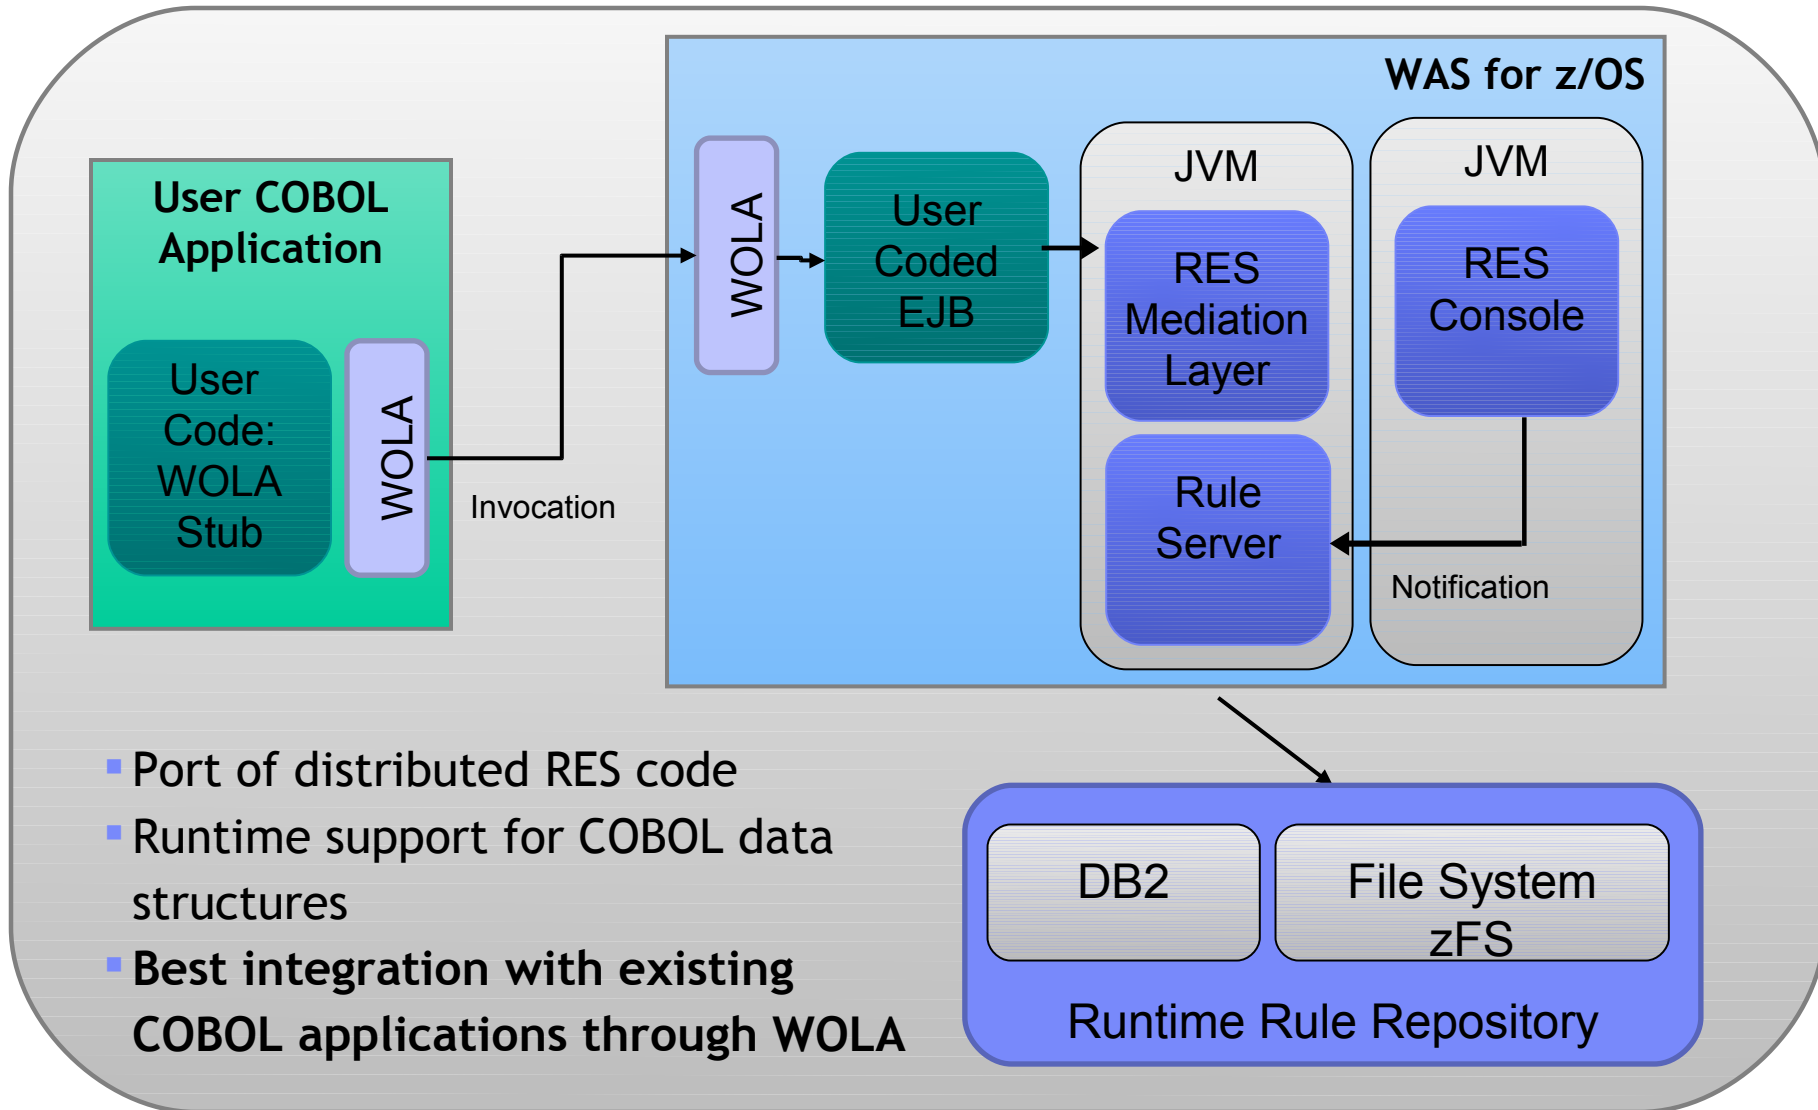 WAS for z/OS
User COBOL
Application
User
Code:
WOLA
Stub
WOLA
Invocation
WOLA
User
Coded
EJB
JVM
RES
Mediation
Layer
Rule
Server
JVM
RES
Console
Notification
Port of distributed RES code
Runtime support for COBOL data
structures
Best integration with existing
COBOL applications through WOLA
DB2
File System
zFS
Runtime Rule Repository